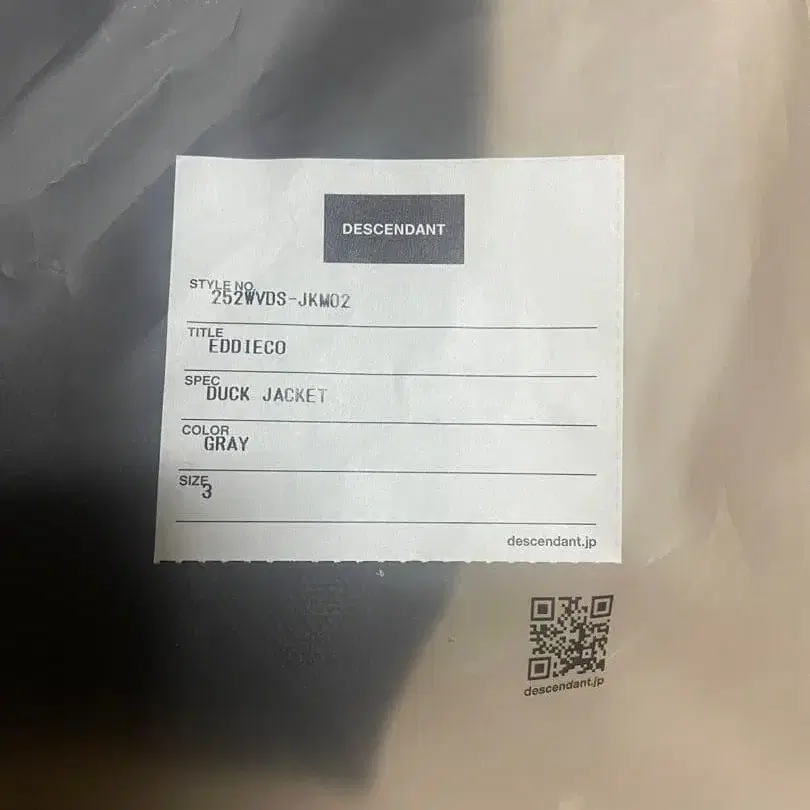 DESCENDANT
STYLE NO.
252WVDS-JKM02
TITLE
EDDIECO
SPEC
DUCK JACKET
COLOR
GRAY
SIZE
3
descendant.jp
descendant.jp